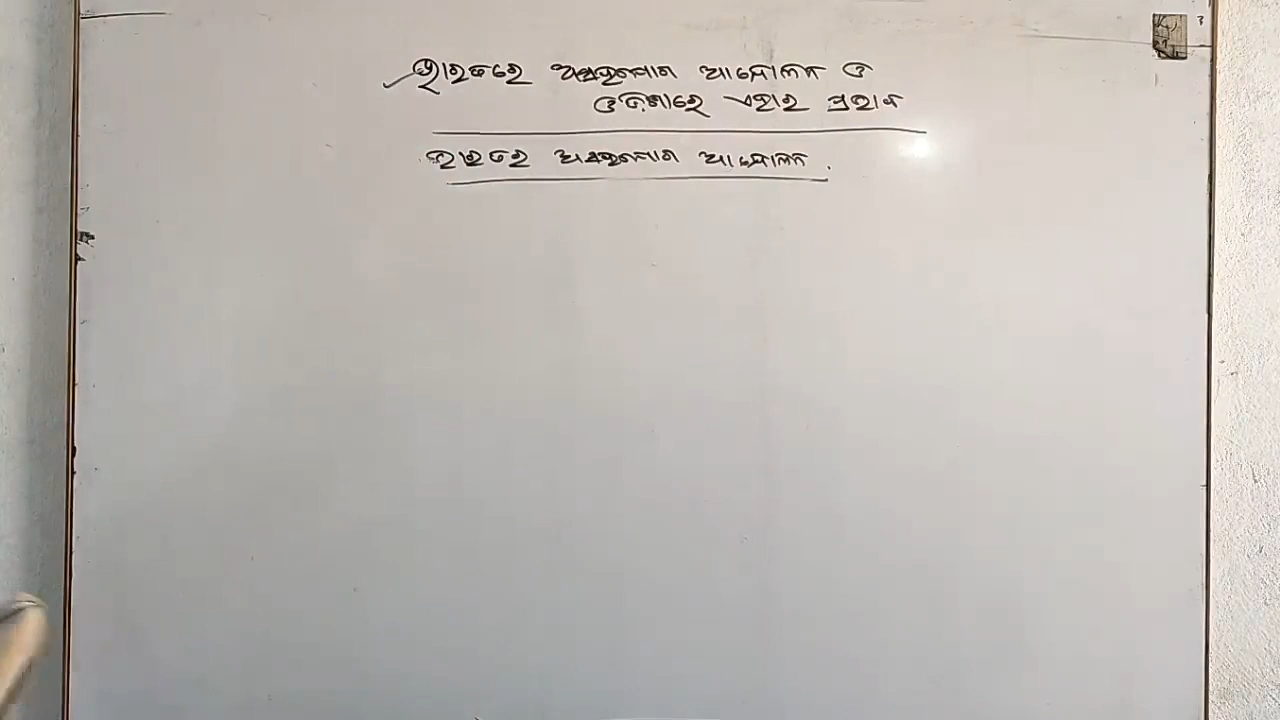 ଭାରତରେ ଅସହଯୋଗ ଆନ୍ଦୋଳନ ଓ
ଓଡ଼ିଶାରେ ଏହାର ପ୍ରଭାବ
ଭାରତରେ ଅସହଯୋଗ ଆନ୍ଦୋଳନ .